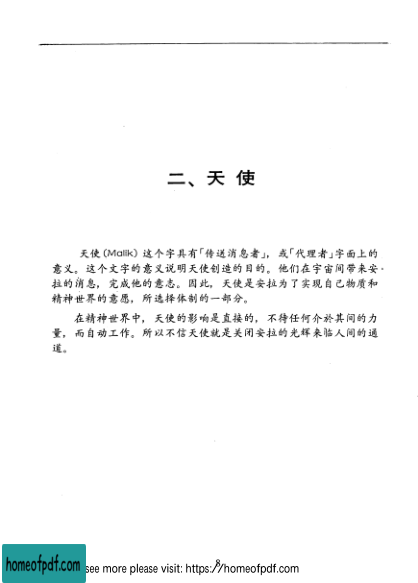 二、天 使
天使(Malik)这个字具有「传送消息者」，或「代理者」字面上的
意义。这个文字的意义说明天使创造的目的。他们在宇宙间带来安
拉的消息，完成他的意志。因此，天使是安拉为了实现自己物质和
精神世界的意愿，所选择体制的一部分。
在精神世界中，天使的影响是直接的，不待任何介於其间的力
量，而自动工作。所以不信天使就是关闭安拉的光辉来临人间的通
道。
8
homeofpdf.com
see more please visit: https://homeofpdf.com